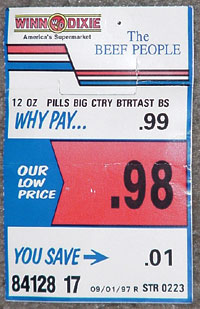 WINN DIXIE
America's Supermarket
The
BEEF PEOPLE
12 OZ PILLS BIG CTRY BTRTAST BS
WHY PAY... .99
OUR
LOW
PRICE
.98
YOU SAVE → .01
84128 17 09/01/97 R STR 0223